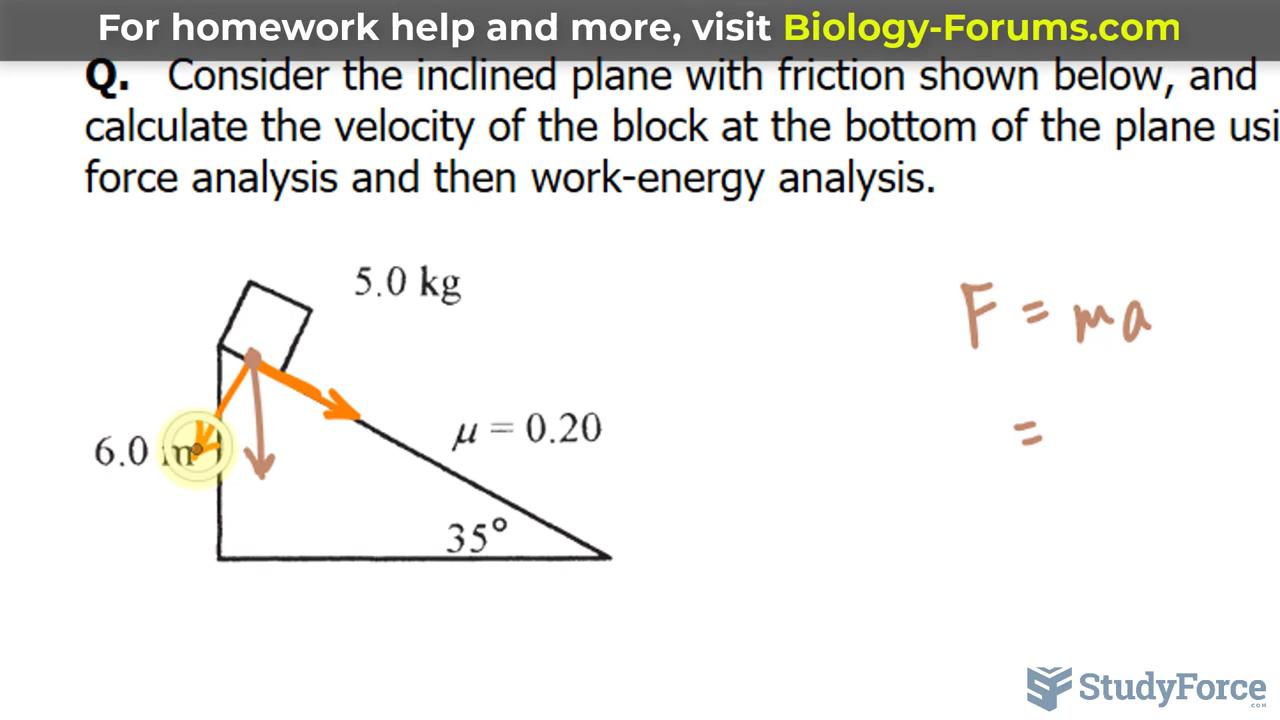 For homework help and more, visit Biology-Forums.com
Q. Consider the inclined plane with friction shown below, and
calculate the velocity of the block at the bottom of the plane usi
force analysis and then work-energy analysis.
5.0 kg
F = ma
6.0 m
μ = 0.20
=
35°
StudyForce
.COM